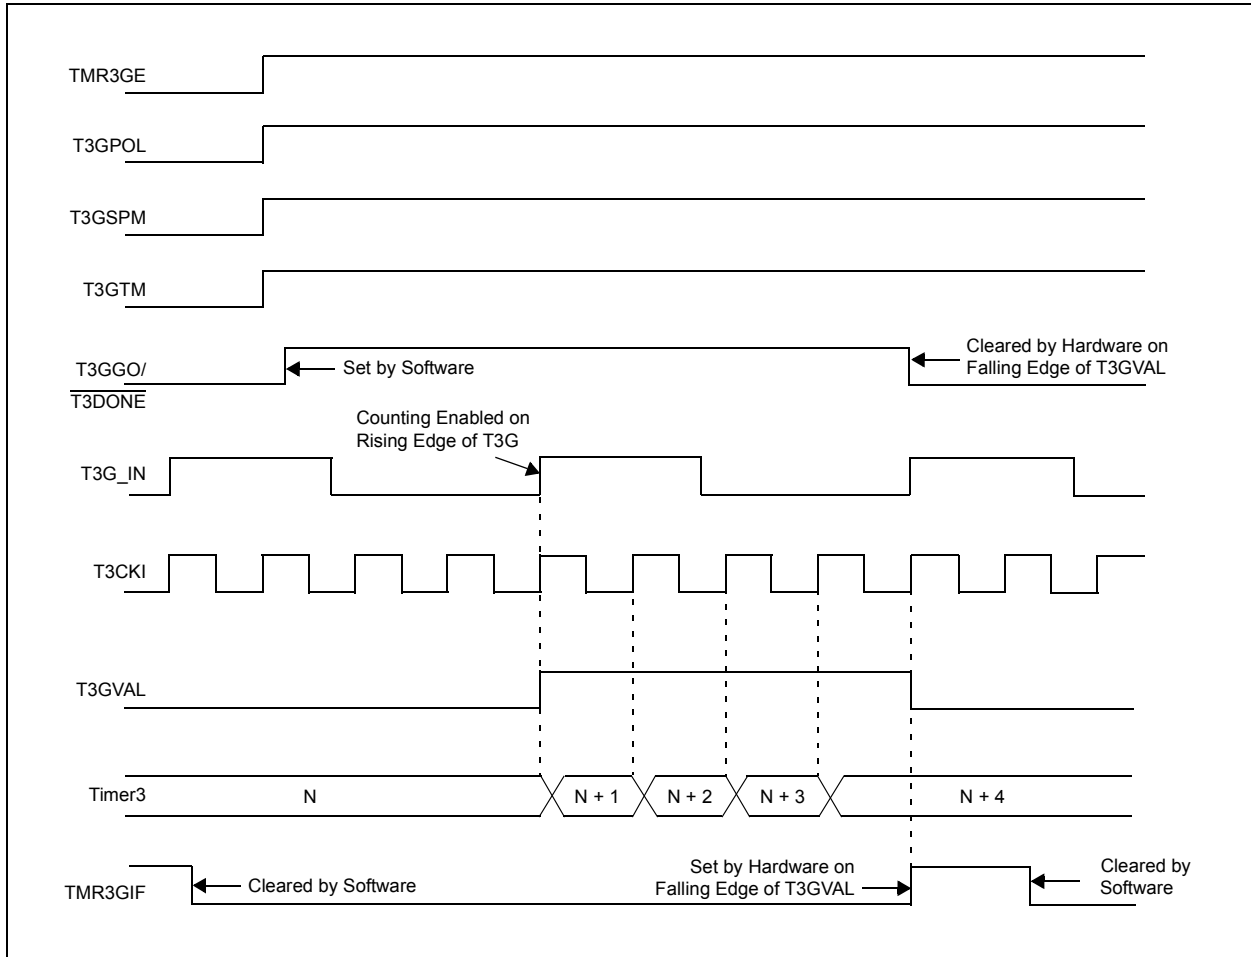 TMR3GE
T3GPOL
T3GSPM
T3GTM
T3GGO/
T3DONE
Set by Software
Cleared by Hardware on
Falling Edge of T3GVAL
Counting Enabled on
Rising Edge of T3G
T3G_IN
T3CKI
T3GVAL
Timer3
N
N + 1
N + 2
N + 3
N + 4
TMR3GIF
Cleared by Software
Set by Hardware on
Falling Edge of T3GVAL
Cleared by
Software